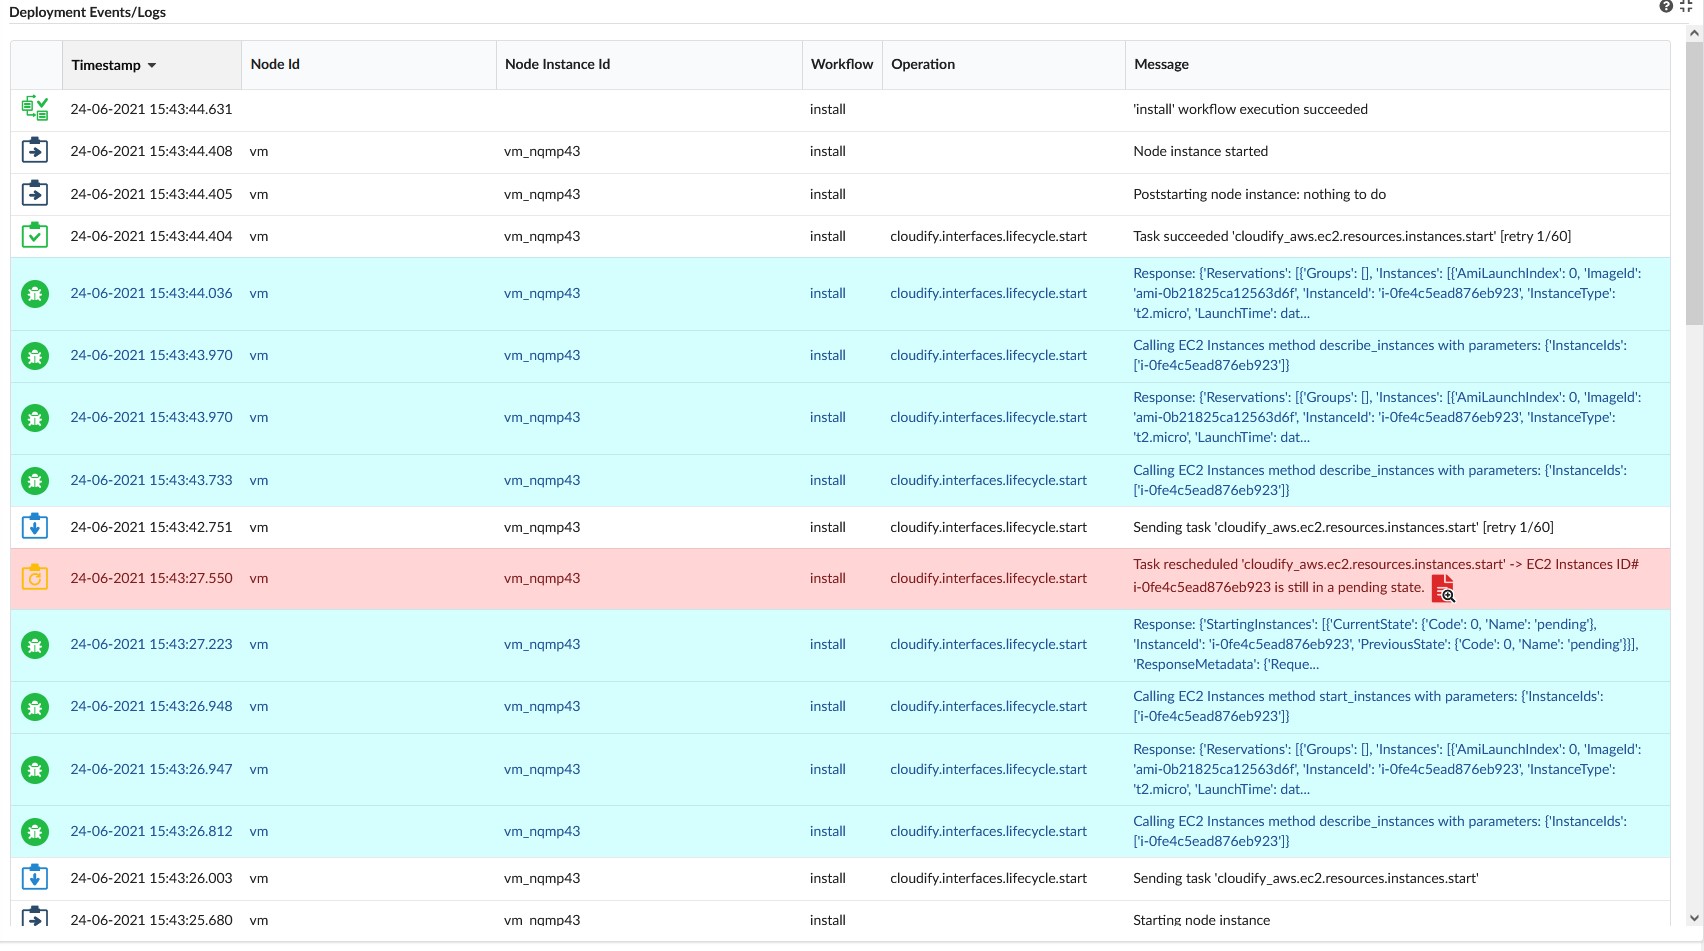 Deployment Events/Logs
Timestamp Node Id Node Instance Id Workflow Operation Message
24-06-2021 15:43:44.631 install 'install' workflow execution succeeded
24-06-2021 15:43:44.408 vm vm_nqmp43 install Node instance started
24-06-2021 15:43:44.405 vm vm_nqmp43 install Poststarting node instance: nothing to do
24-06-2021 15:43:44.404 vm vm_nqmp43 install cloudify.interfaces.lifecycle.start Task succeeded 'cloudify_aws.ec2.resources.instances.start' [retry 1/60]
24-06-2021 15:43:44.036 vm vm_nqmp43 install cloudify.interfaces.lifecycle.start Response: {'Reservations': [{'Groups': [], 'Instances': [{'AmiLaunchIndex': 0, 'ImageId':
'ami-0b21825ca12563d6f', 'InstanceId': 'i-0fe4c5ead876eb923', 'InstanceType':
't2.micro', 'LaunchTime': dat...
24-06-2021 15:43:43.970 vm vm_nqmp43 install cloudify.interfaces.lifecycle.start Calling EC2 Instances method describe_instances with parameters: {'InstanceIds':
['i-0fe4c5ead876eb923']}
24-06-2021 15:43:43.970 vm vm_nqmp43 install cloudify.interfaces.lifecycle.start Response: {'Reservations': [{'Groups': [], 'Instances': [{'AmiLaunchIndex': 0, 'ImageId':
'ami-0b21825ca12563d6f', 'InstanceId': 'i-0fe4c5ead876eb923', 'InstanceType':
't2.micro', 'LaunchTime': dat...
24-06-2021 15:43:43.733 vm vm_nqmp43 install cloudify.interfaces.lifecycle.start Calling EC2 Instances method describe_instances with parameters: {'InstanceIds':
['i-0fe4c5ead876eb923']}
24-06-2021 15:43:42.751 vm vm_nqmp43 install cloudify.interfaces.lifecycle.start Sending task 'cloudify_aws.ec2.resources.instances.start' [retry 1/60]
24-06-2021 15:43:27.550 vm vm_nqmp43 install cloudify.interfaces.lifecycle.start Task rescheduled 'cloudify_aws.ec2.resources.instances.start' -> EC2 Instances ID#
i-0fe4c5ead876eb923 is still in a pending state.
24-06-2021 15:43:27.223 vm vm_nqmp43 install cloudify.interfaces.lifecycle.start Response: {'StartingInstances': [{'CurrentState': {'Code': 0, 'Name': 'pending'},
'InstanceId': 'i-0fe4c5ead876eb923', 'PreviousState': {'Code': 0, 'Name': 'pending'}}],
'ResponseMetadata': {'Reque...
24-06-2021 15:43:26.948 vm vm_nqmp43 install cloudify.interfaces.lifecycle.start Calling EC2 Instances method start_instances with parameters: {'InstanceIds':
['i-0fe4c5ead876eb923']}
24-06-2021 15:43:26.947 vm vm_nqmp43 install cloudify.interfaces.lifecycle.start Response: {'Reservations': [{'Groups': [], 'Instances': [{'AmiLaunchIndex': 0, 'ImageId':
'ami-0b21825ca12563d6f', 'InstanceId': 'i-0fe4c5ead876eb923', 'InstanceType':
't2.micro', 'LaunchTime': dat...
24-06-2021 15:43:26.812 vm vm_nqmp43 install cloudify.interfaces.lifecycle.start Calling EC2 Instances method describe_instances with parameters: {'InstanceIds':
['i-0fe4c5ead876eb923']}
24-06-2021 15:43:26.003 vm vm_nqmp43 install cloudify.interfaces.lifecycle.start Sending task 'cloudify_aws.ec2.resources.instances.start'
24-06-2021 15:43:25.680 vm vm_nqmp43 install Starting node instance